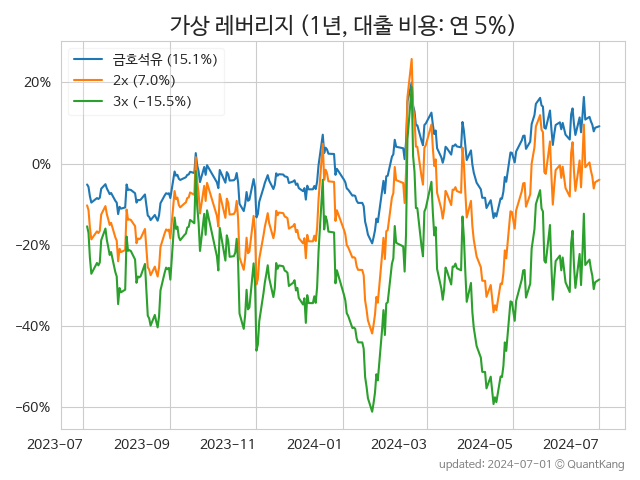 가상 레버리지 (1년, 대출 비용: 연 5%)
금호석유 (15.1%)
2x (7.0%)
3x (−15.5%)
20%
0%
−20%
−40%
−60%
2023-07 2023-09 2023-11 2024-01 2024-03 2024-05 2024-07
updated: 2024-07-01 © QuantKang